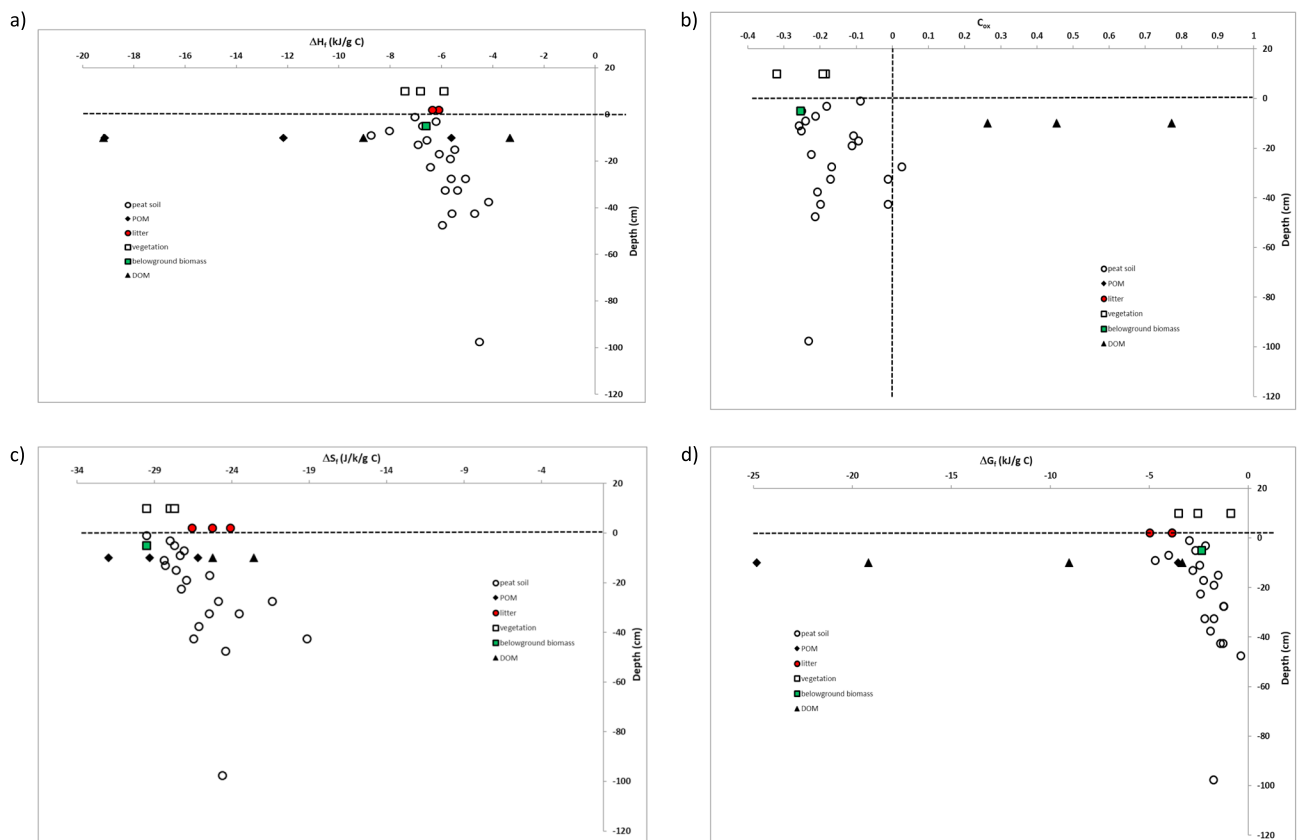 a)
ΔHf (kJ/g C)
-20 -18 -16 -14 -12 -10 -8 -6 -4 -2 0
20
0
-20
-40
-60
-80
-100
-120
Depth (cm)
peat soil
POM
litter
vegetation
belowground biomass
DOM
b)
Cox
-0.4 -0.3 -0.2 -0.1 0 0.1 0.2 0.3 0.4 0.5 0.6 0.7 0.8 0.9 1
20
0
-20
-40
-60
-80
-100
-120
Depth (cm)
peat soil
POM
litter
vegetation
belowground biomass
DOM
c)
ΔSf (J/k/g C)
-34 -29 -24 -14 -9 -4
20
0
-20
-40
-60
-80
-100
-120
Depth (cm)
peat soil
POM
litter
vegetation
belowground biomass
DOM
d)
ΔGf (kJ/g C)
-25 -20 -15 -10 -5 0
20
0
-20
-40
-60
-80
-100
-120
Depth (cm)
peat soil
POM
litter
vegetation
belowground biomass
DOM